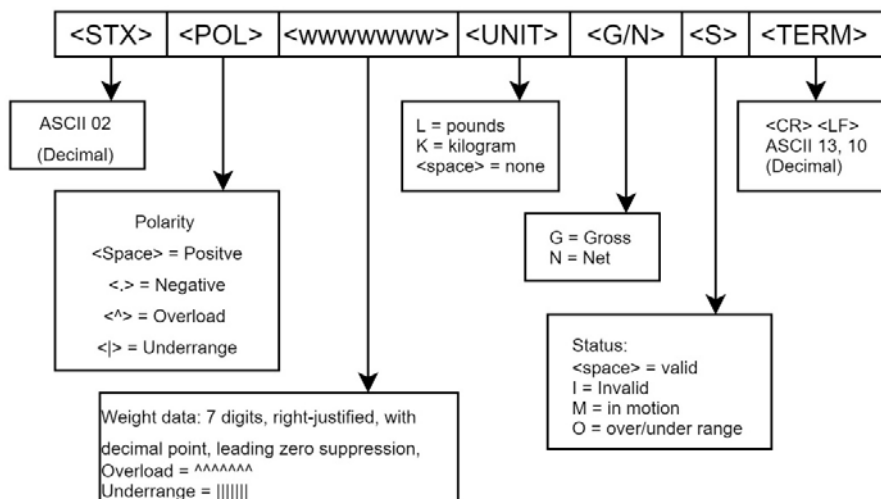 <STX> <POL> <wwwwwww> <UNIT> <G/N> <S> <TERM>
ASCII 02
(Decimal)
Polarity
<Space> = Positve
<.> = Negative
<^> = Overload
<|> = Underrange
Weight data: 7 digits, right-justified, with
decimal point, leading zero suppression,
Overload = ^^^^^^^
Underrange = |||||||
L = pounds
K = kilogram
<space> = none
G = Gross
N = Net
Status:
<space> = valid
I = Invalid
M = in motion
O = over/under range
<CR> <LF>
ASCII 13, 10
(Decimal)